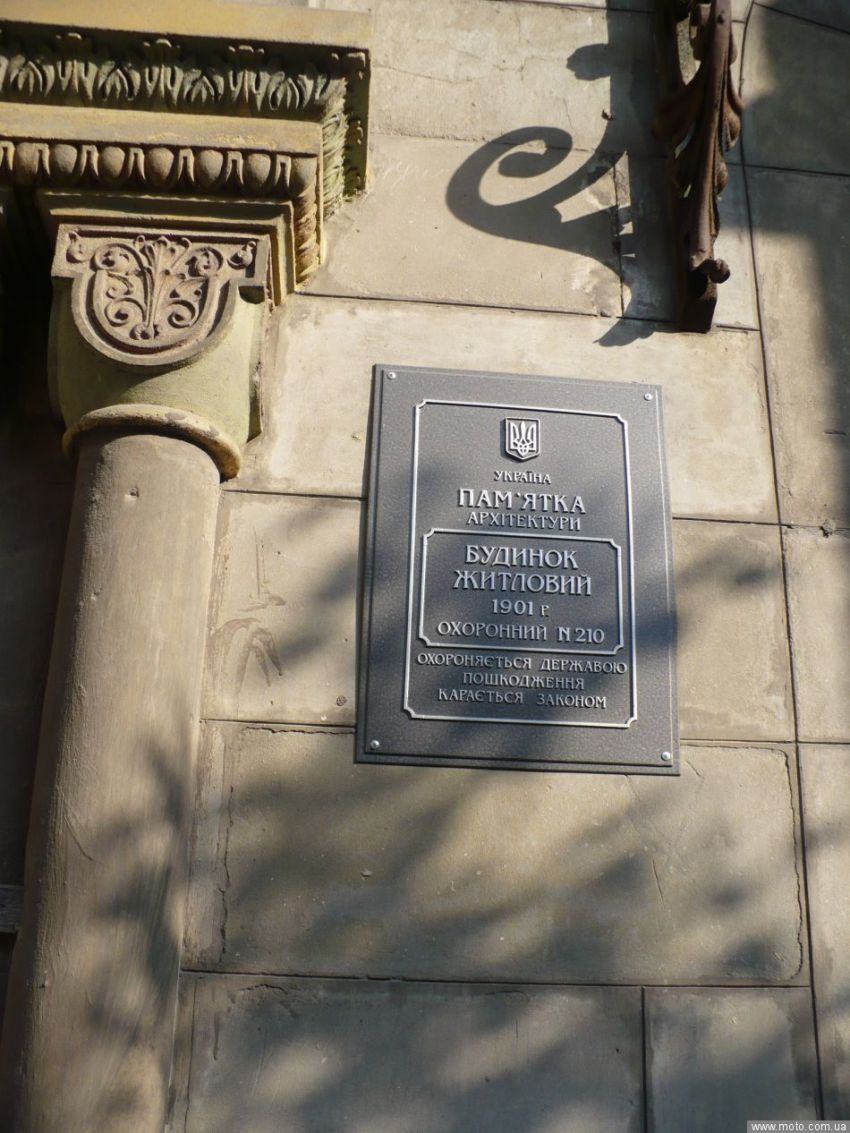 УКРАЇНА
ПАМ'ЯТКА
АРХІТЕКТУРИ
БУДИНОК
ЖИТЛОВИЙ
1901 р.
ОХОРОННИЙ N 210
ОХОРОНЯЄТЬСЯ ДЕРЖАВОЮ
ПОШКОДЖЕННЯ
КАРАЄТЬСЯ ЗАКОНОМ
www.moto.com.ua